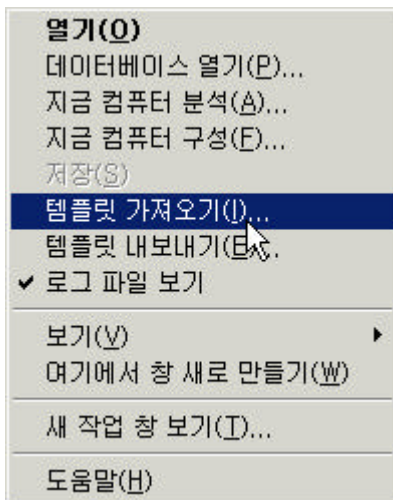 열기(O)
데이터베이스 열기(P)...
지금 컴퓨터 분석(A)...
지금 컴퓨터 구성(F)...
저장(S)
템플릿 가져오기(I)...
템플릿 내보내기(E)...
로그 파일 보기
보기(V)
여기에서 창 새로 만들기(W)
새 작업 창 보기(T)...
도움말(H)